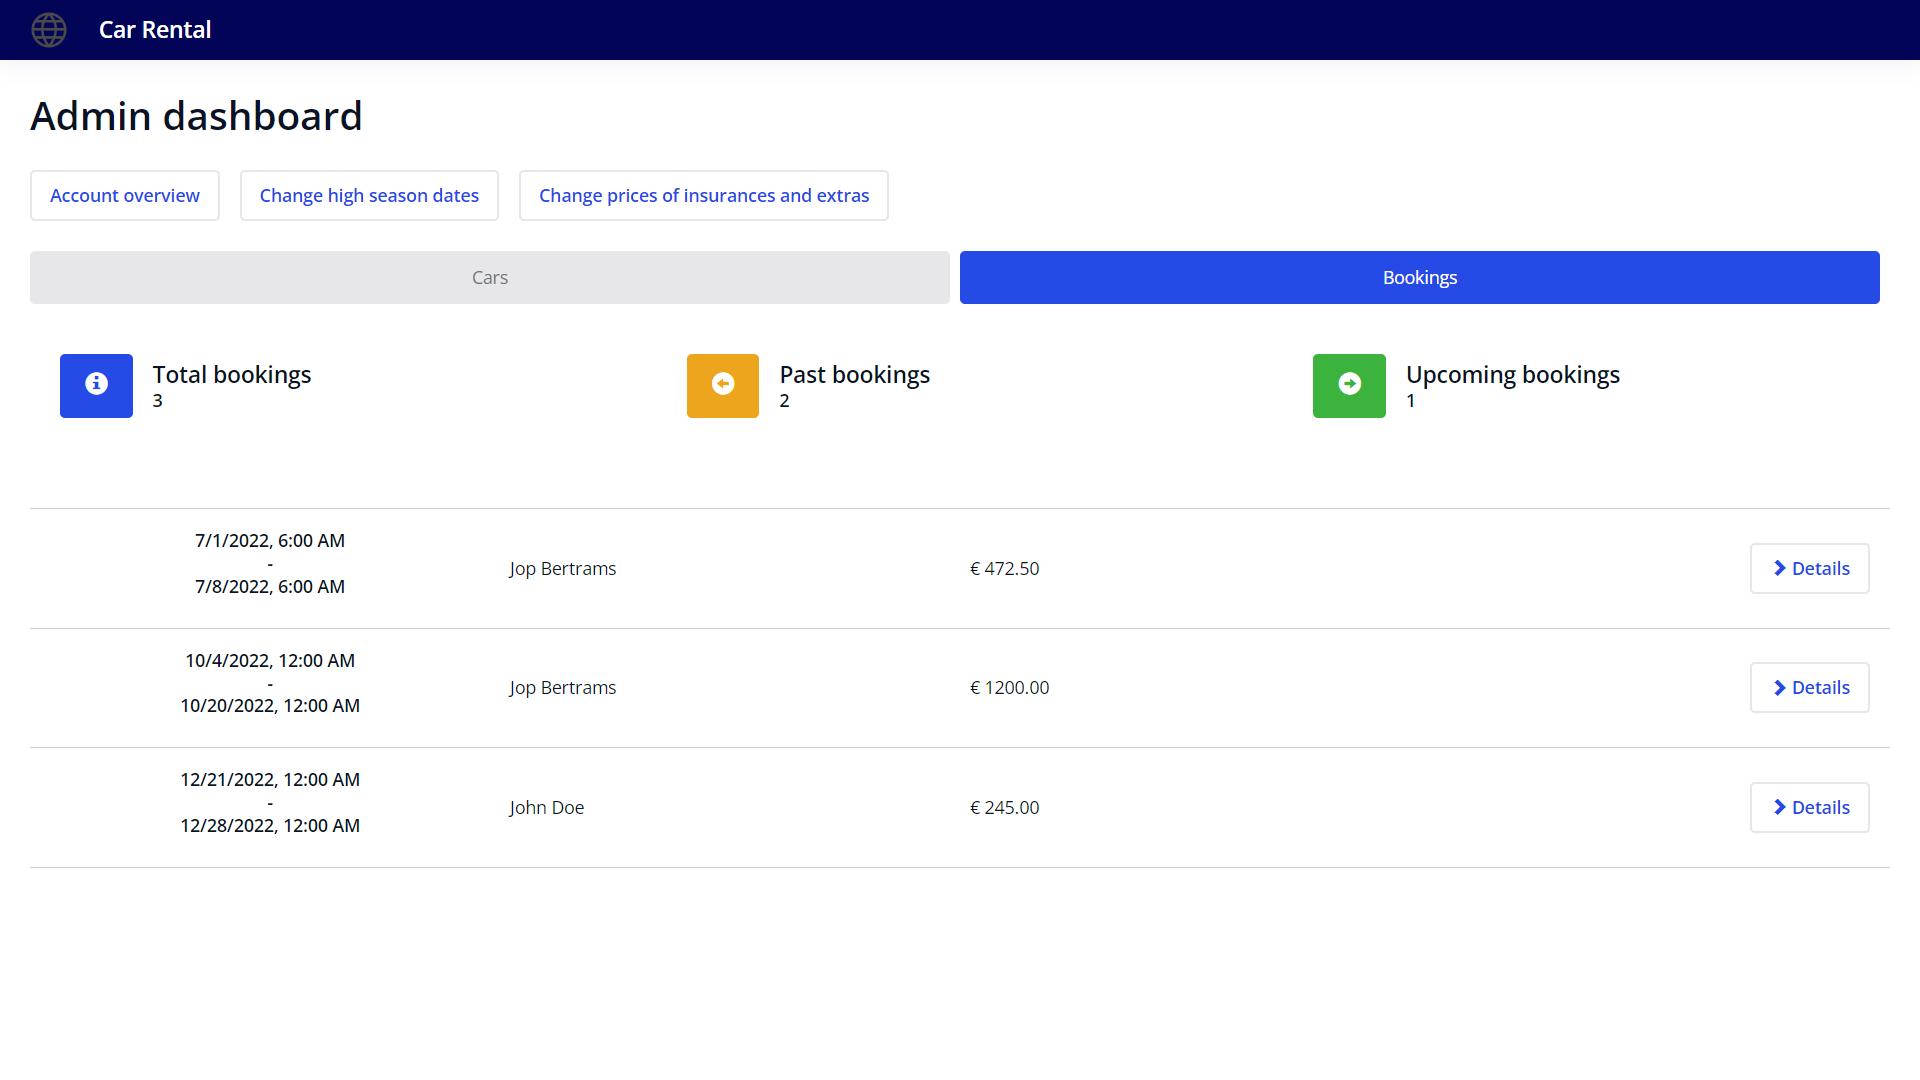 Car Rental
Admin dashboard
Account overview
Change high season dates
Change prices of insurances and extras
Cars
Bookings
Total bookings
3
Past bookings
2
Upcoming bookings
1
7/1/2022, 6:00 AM
-
7/8/2022, 6:00 AM
Jop Bertrams
€ 472.50
Details
10/4/2022, 12:00 AM
-
10/20/2022, 12:00 AM
Jop Bertrams
€ 1200.00
Details
12/21/2022, 12:00 AM
-
12/28/2022, 12:00 AM
John Doe
€ 245.00
Details